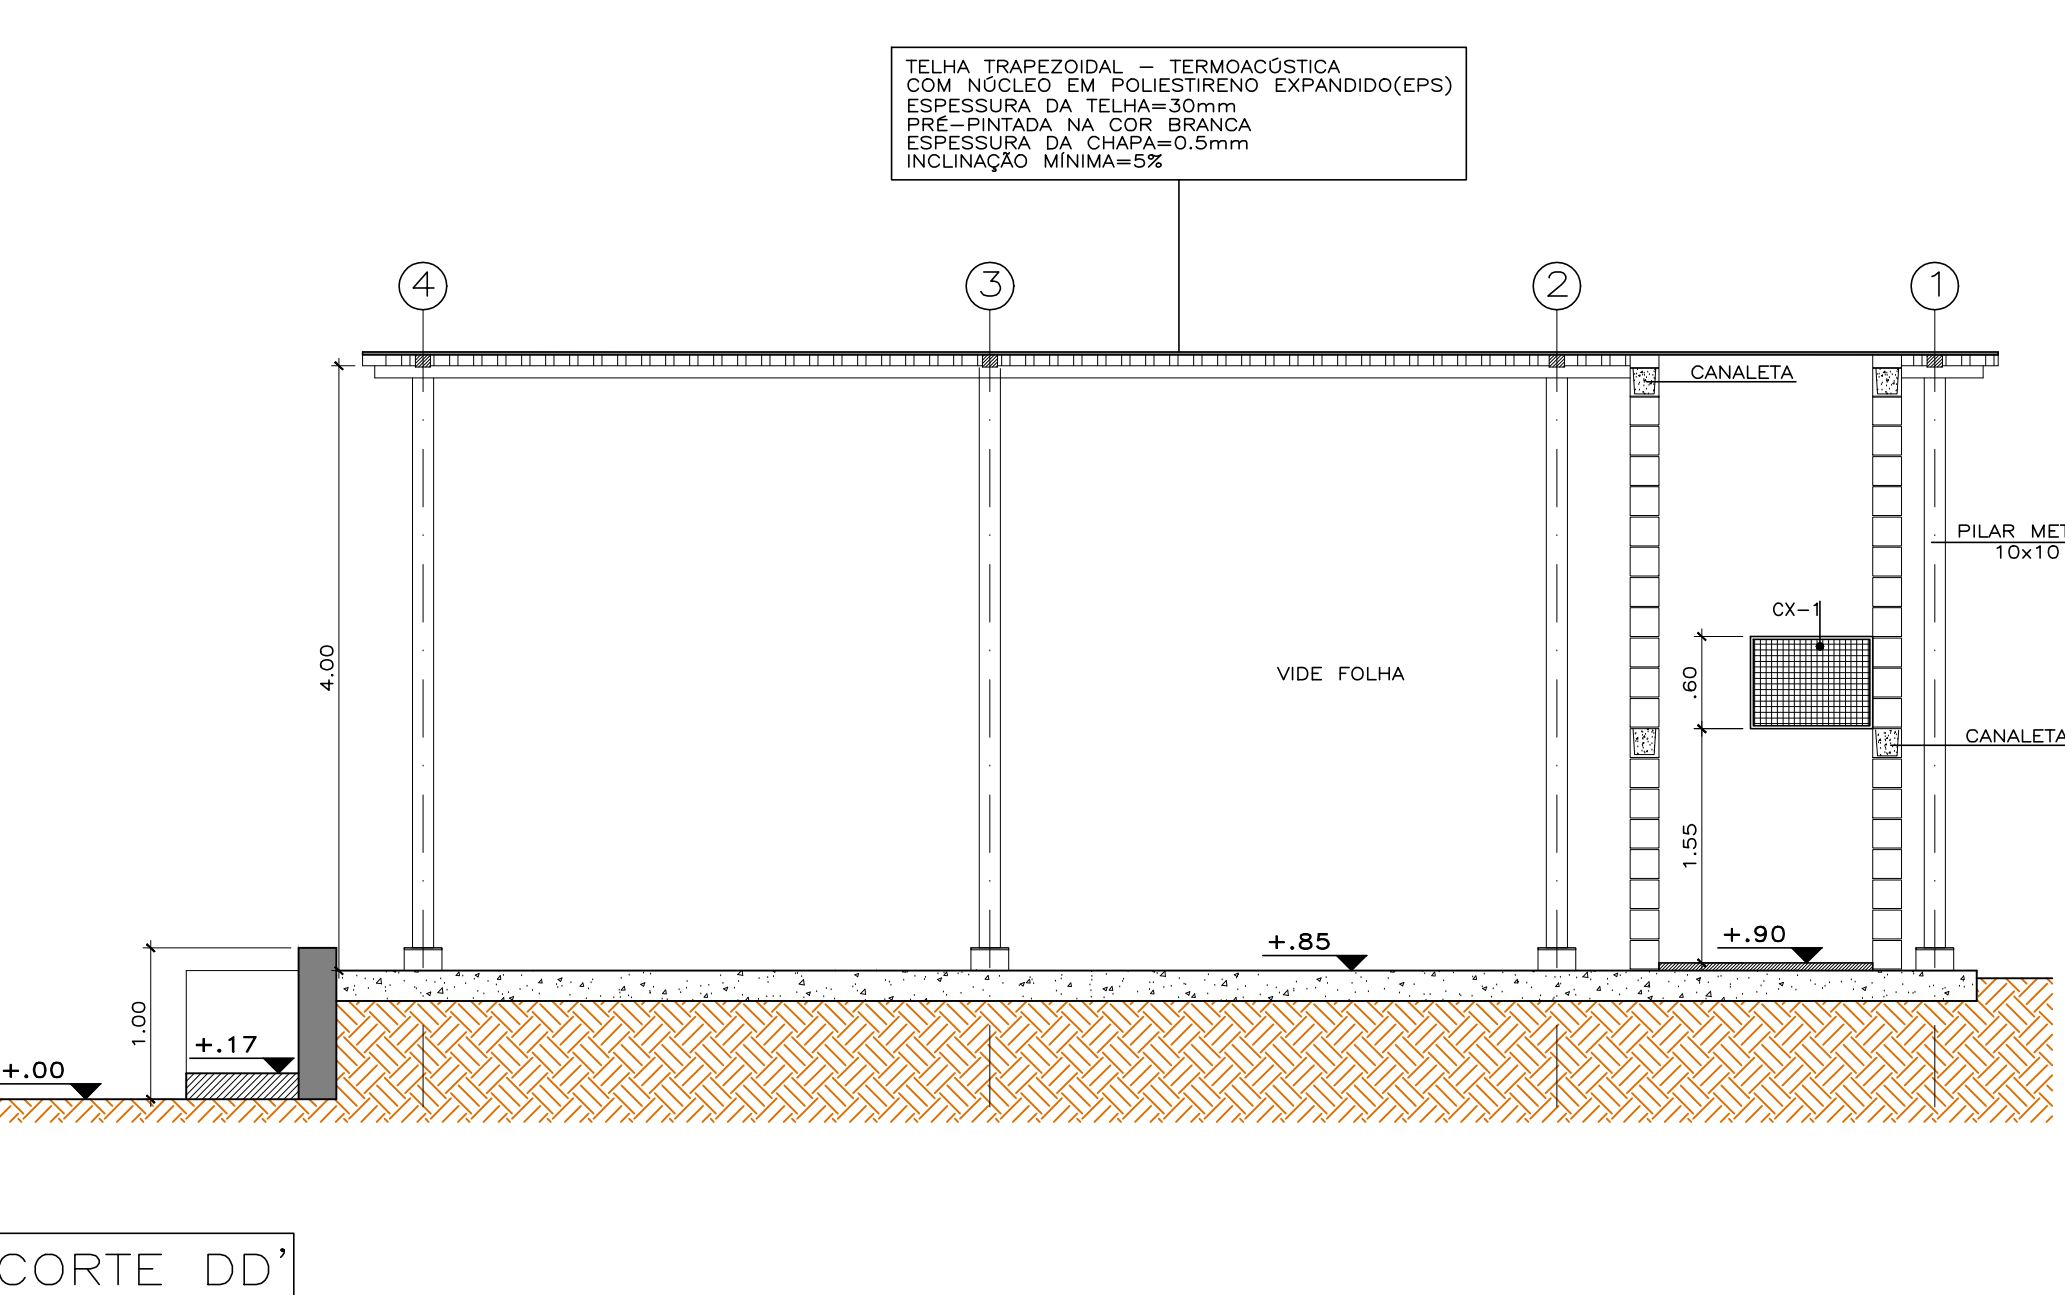 TELHA TRAPEZOIDAL – TERMOACÚSTICA
COM NÚCLEO EM POLIESTIRENO EXPANDIDO(EPS)
ESPESSURA DA TELHA=30mm
PRÉ–PINTADA NA COR BRANCA
ESPESSURA DA CHAPA=0.5mm
INCLINAÇÃO MÍNIMA=5%
4
3
2
1
CANALETA
PILAR MET
10x10
CX–1
4.00
VIDE FOLHA
.60
CANALETA
1.55
+.85
+.90
1.00
+.17
+.00
CORTE DD'